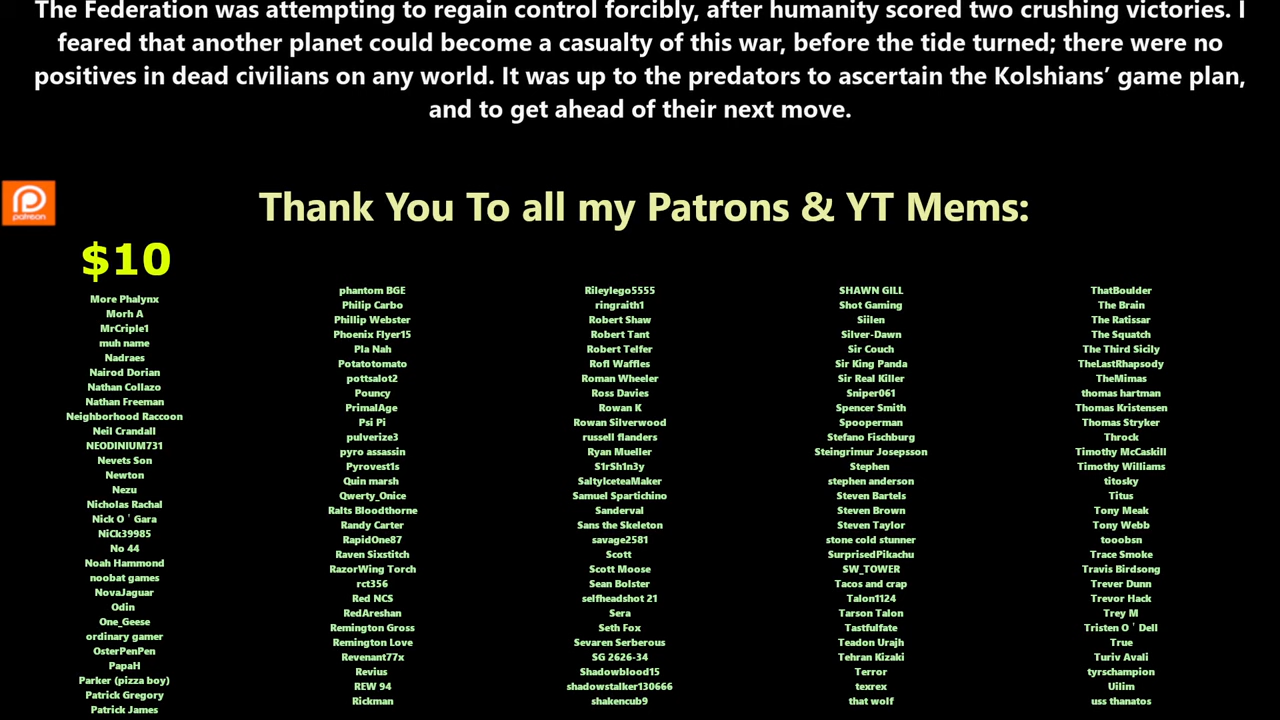 The Federation was attempting to regain control forcibly, after humanity scored two crushing victories. I
feared that another planet could become a casualty of this war, before the tide turned; there were no
positives in dead civilians on any world. It was up to the predators to ascertain the Kolshians’ game plan,
and to get ahead of their next move.
patreon
Thank You To all my Patrons & YT Mems:
$10
More Phalynx
Morh A
MrCriple1
muh name
Nadraes
Nairod Dorian
Nathan Collazo
Nathan Freeman
Neighborhood Raccoon
Neil Crandall
NEODINIUM731
Nevets Son
Newton
Nezu
Nicholas Rachal
Nick O'Gara
NiCk39985
No 44
Noah Hammond
noobat games
NovaJaguar
Odin
One_Geese
ordinary gamer
OsterPenPen
PapaH
Parker (pizza boy)
Patrick Gregory
Patrick James
phantom BGE
Philip Carbo
Phillip Webster
Phoenix Flyer15
Pla Nah
Potatotomato
pottsalot2
Pouncy
PrimalAge
Psi Pi
pulverize3
pyro assassin
Pyrovest1s
Quin marsh
Qwerty_Onice
Ralts Bloodthorne
Randy Carter
RapidOne87
Raven Sixstitch
RazorWing Torch
rct356
Red NCS
RedAreshan
Remington Gross
Remington Love
Revenant77x
Revius
REW 94
Rickman
Rileylego5555
ringraith1
Robert Shaw
Robert Tant
Robert Telfer
Rofl Waffles
Roman Wheeler
Ross Davies
Rowan K
Rowan Silverwood
russell flanders
Ryan Mueller
S1rSh1n3y
SaltyIceteaMaker
Samuel Spartichino
Sanderval
Sans the Skeleton
savage2581
Scott
Scott Moose
Sean Bolster
selfheadshot 21
Sera
Seth Fox
Sevaren Serberous
SG 2626-34
Shadowblood15
shadowstalker130666
shakencub9
SHAWN GILL
Shot Gaming
Siilen
Silver-Dawn
Sir Couch
Sir King Panda
Sir Real Killer
Sniper061
Spencer Smith
Spooperman
Stefano Fischburg
Steingrimur Josepsson
Stephen
stephen anderson
Steven Bartels
Steven Brown
Steven Taylor
stone cold stunner
SurprisedPikachu
SW_TOWER
Tacos and crap
Talon1124
Tarson Talon
Tastfulfate
Teadon Urajh
Tehran Kizaki
Terror
texrex
that wolf
ThatBoulder
The Brain
The Ratissar
The Squatch
The Third Sicily
TheLastRhapsody
TheMimas
thomas hartman
Thomas Kristensen
Thomas Stryker
Throck
Timothy McCaskill
Timothy Williams
titosky
Titus
Tony Meak
Tony Webb
tooobsn
Trace Smoke
Travis Birdsong
Trever Dunn
Trevor Hack
Trey M
Tristen O'Dell
True
Turiv Avali
tyrschampion
Uilim
uss thanatos